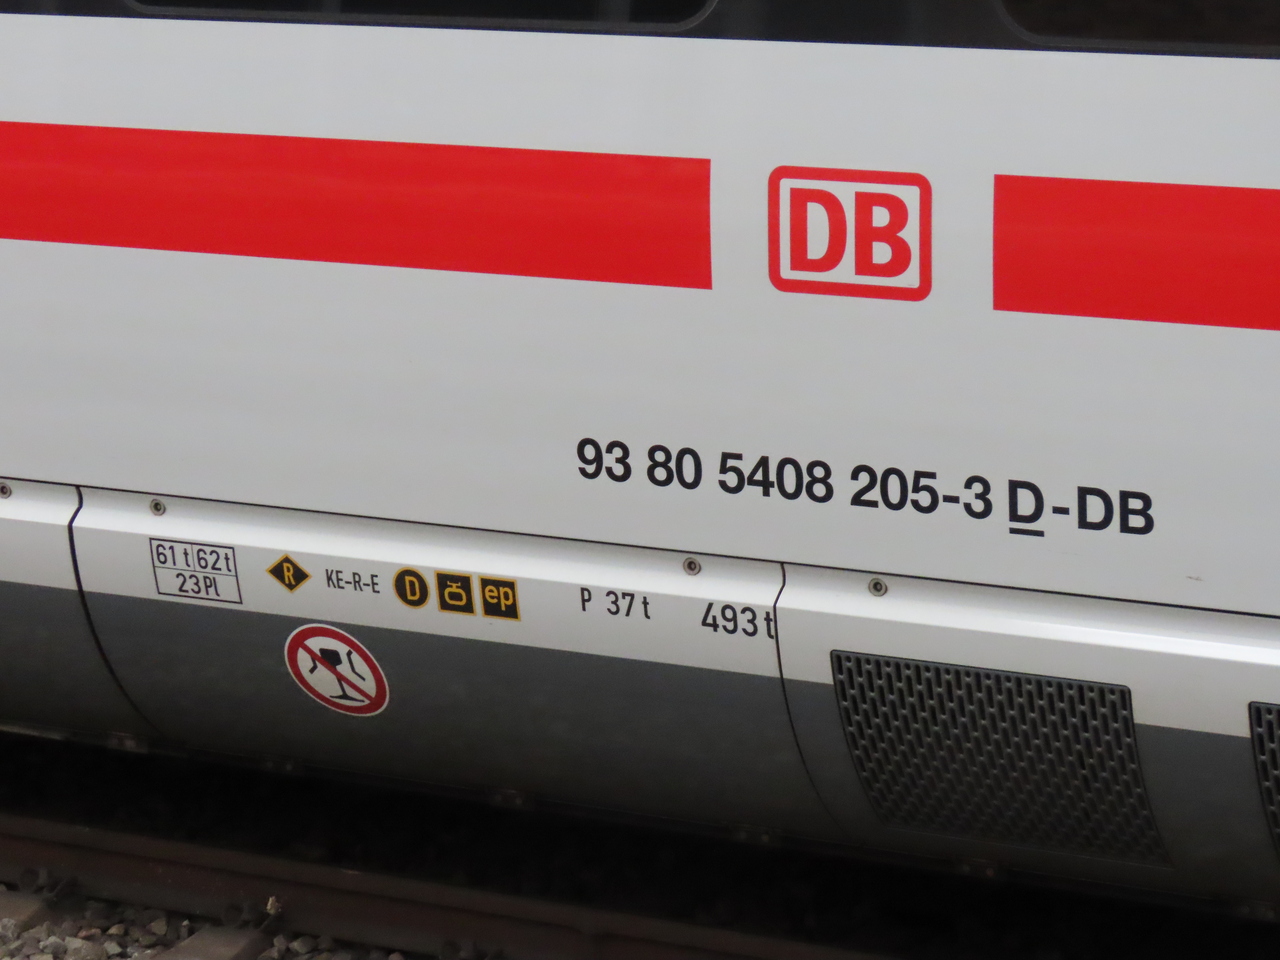 DB
93 80 5408 205-3 D-DB
61 t 62 t
23 Pl
R
KE-R-E
D
ep
P 37 t
493 t